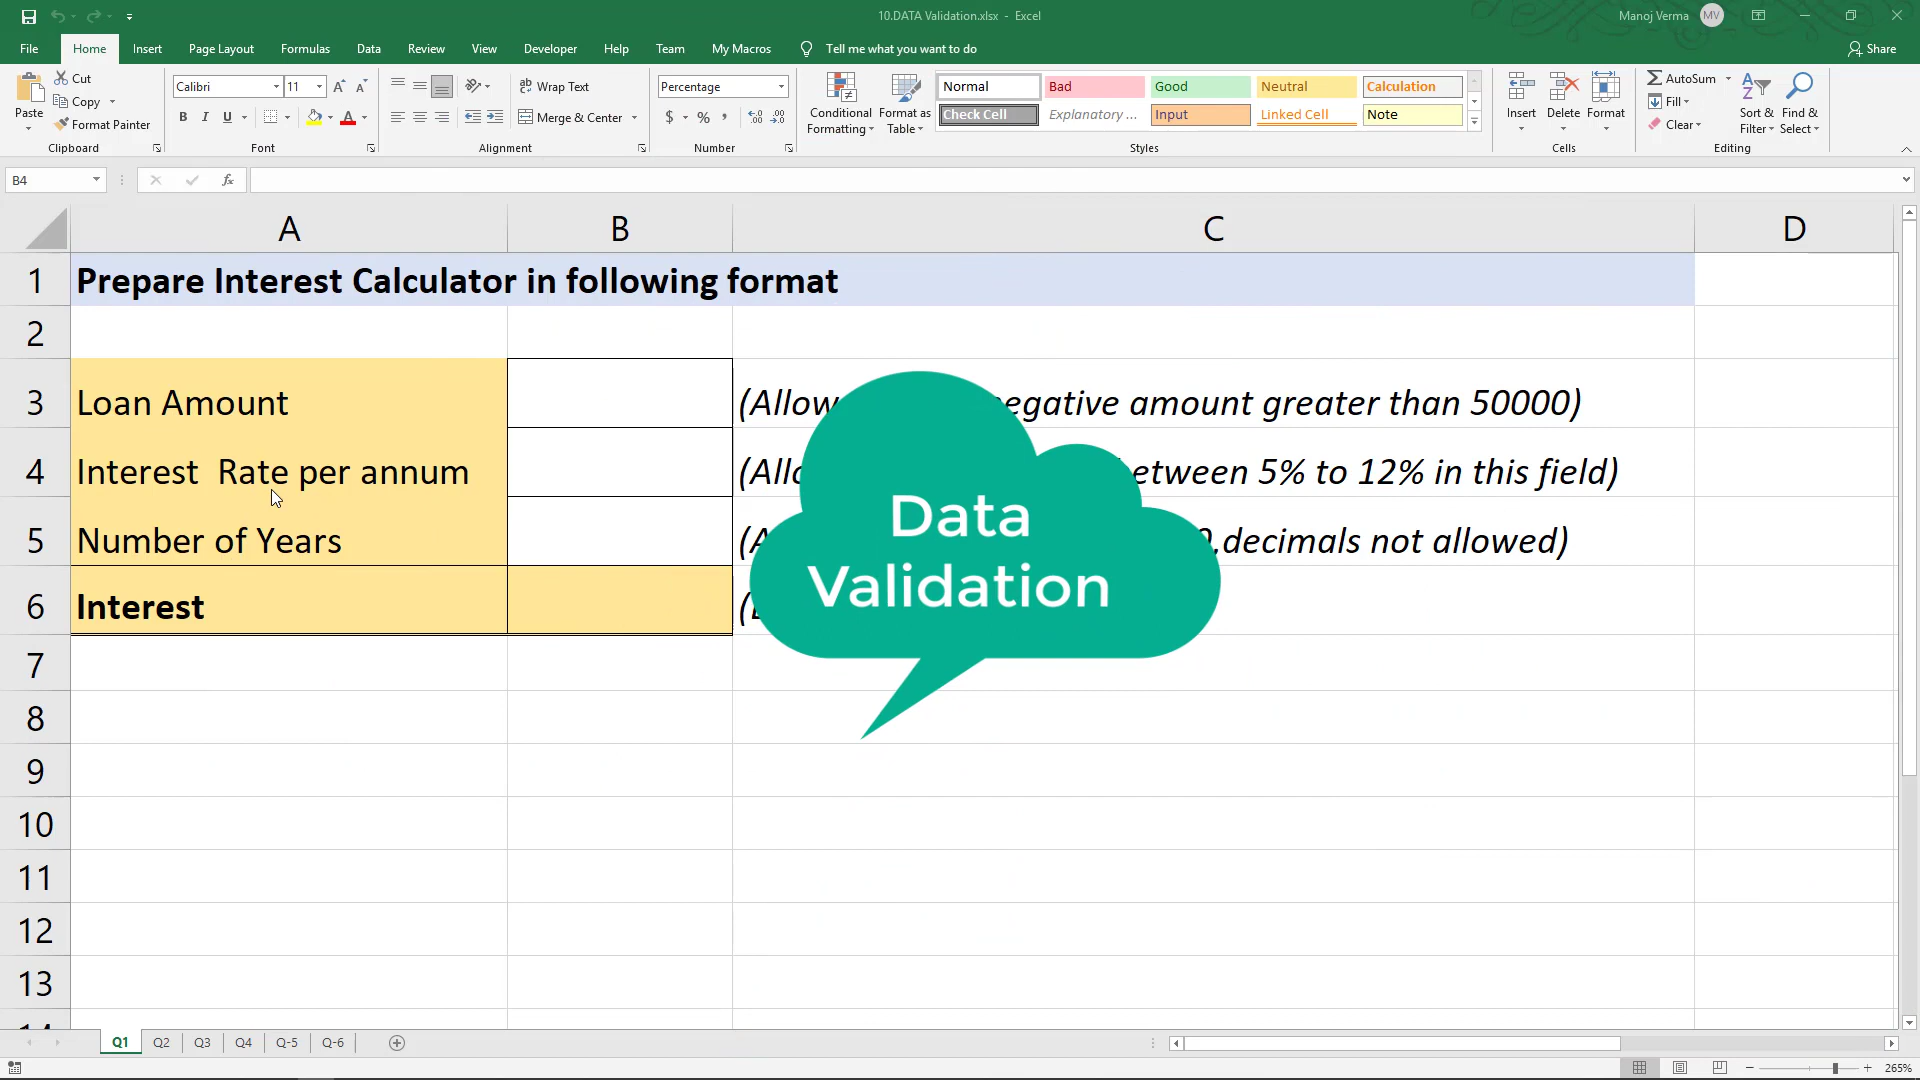 10.DATA Validation.xlsx - Excel
Manoj Verma MV
File Home Insert Page Layout Formulas Data Review View Developer Help Team My Macros Tell me what you want to do Share
Paste
Cut
Copy
Format Painter
Clipboard
Calibri 11
B I U
Font
Wrap Text
Merge & Center
Alignment
Percentage
$ % ,
Number
Conditional Formatting
Format as Table
Normal Bad Good Neutral Calculation
Check Cell Explanatory ... Input Linked Cell Note
Styles
Insert Delete Format
Cells
AutoSum
Fill
Clear
Sort & Filter
Find & Select
Editing
B4 fx
A B C D
1 Prepare Interest Calculator in following format
2
3 Loan Amount (Allow egative amount greater than 50000)
4 Interest Rate per annum (Allo between 5% to 12% in this field)
5 Number of Years ,decimals not allowed)
6 Interest
7
8
9
10
11
12
13
14
Data
Validation
Q1 Q2 Q3 Q4 Q-5 Q-6
265%